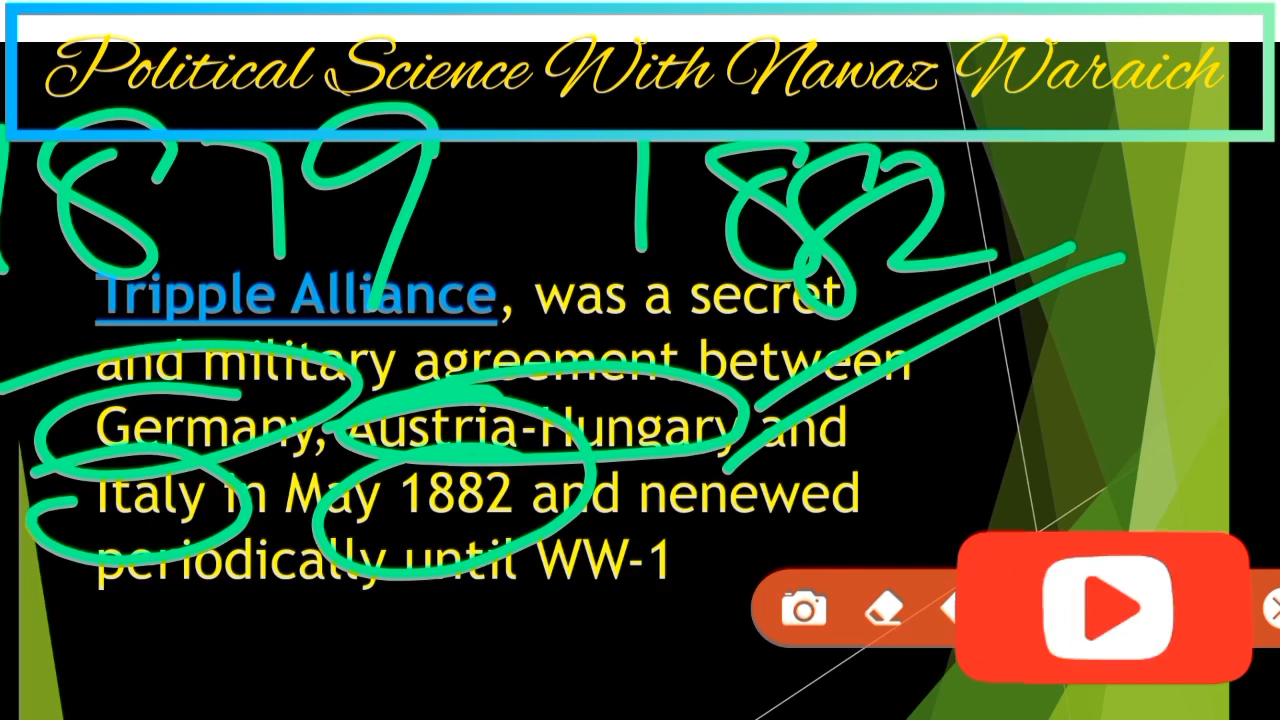 Political Science With Nawaz Waraich
1879 1882
Tripple Alliance, was a secret
and military agreement between
Germany, Austria-Hungary and
Italy in May 1882 and nenewed
periodically until WW-1